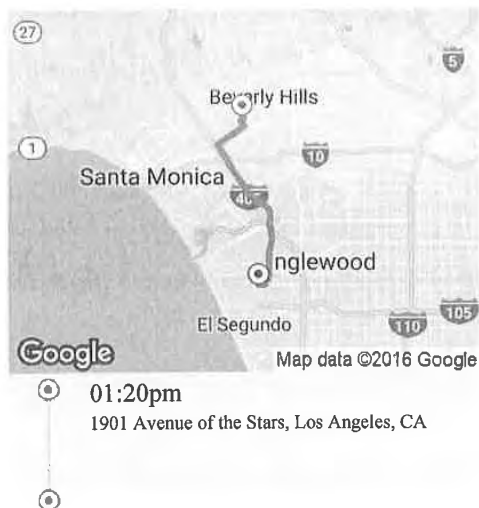 27
5
Beverly Hills
1
10
Santa Monica
nglewood
El Segundo
110
105
Google
Map data ©2016 Google
01:20pm
1901 Avenue of the Stars, Los Angeles, CA